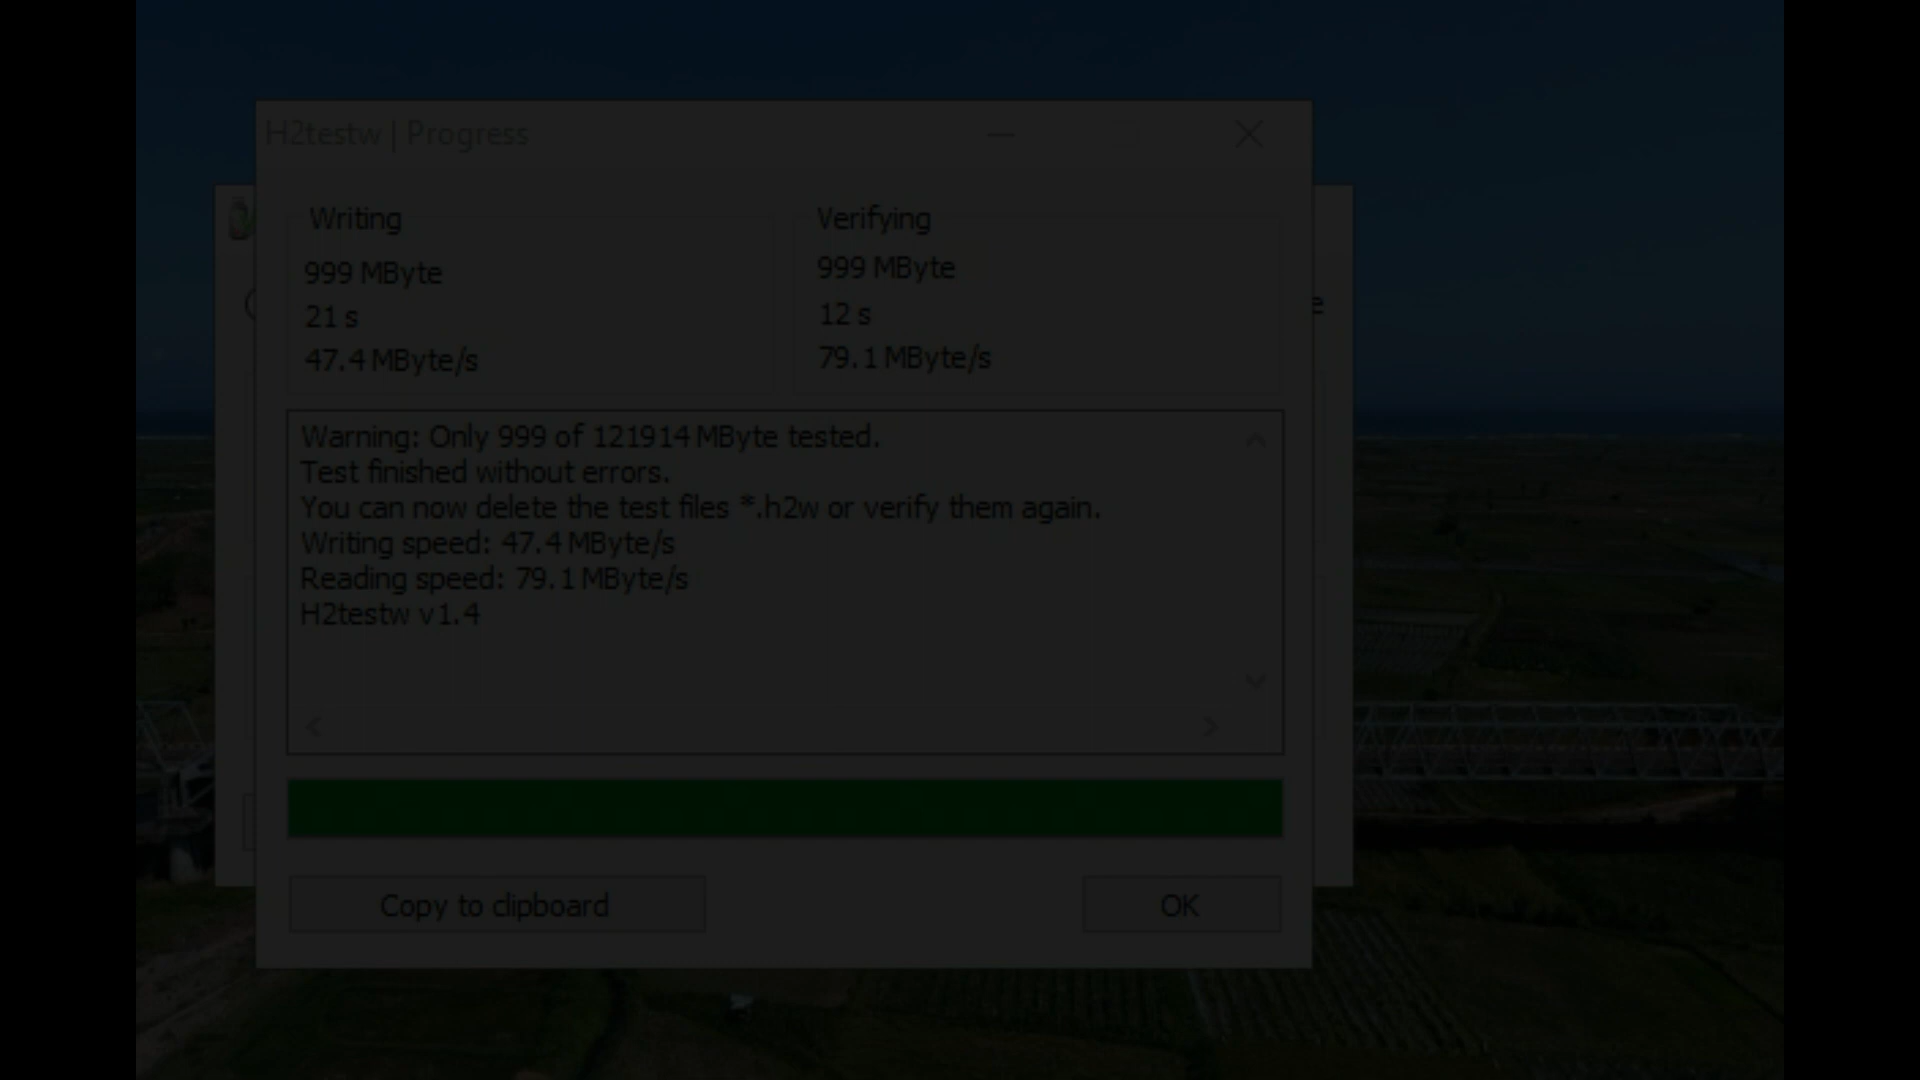 H2testw | Progress
Writing
999 MByte
21 s
47.4 MByte/s
Verifying
999 MByte
12 s
79.1 MByte/s
Warning: Only 999 of 121914 MByte tested.
Test finished without errors.
You can now delete the test files *.h2w or verify them again.
Writing speed: 47.4 MByte/s
Reading speed: 79.1 MByte/s
H2testw v1.4
Copy to clipboard
OK